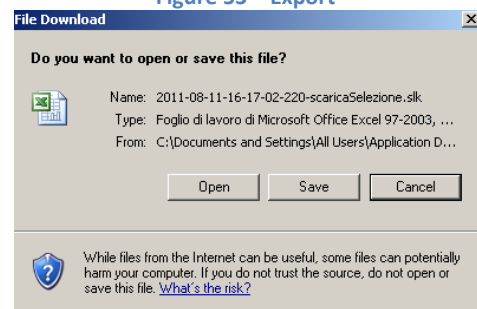 Figure 33 – Export
File Download
Do you want to open or save this file?
Name: 2011-08-11-16-17-02-220-scaricaSelezione.slk
Type: Foglio di lavoro di Microsoft Office Excel 97-2003, ...
From: C:\Documents and Settings\All Users\Application D...
Open Save Cancel
While files from the Internet can be useful, some files can potentially
harm your computer. If you do not trust the source, do not open or
save this file. What's the risk?